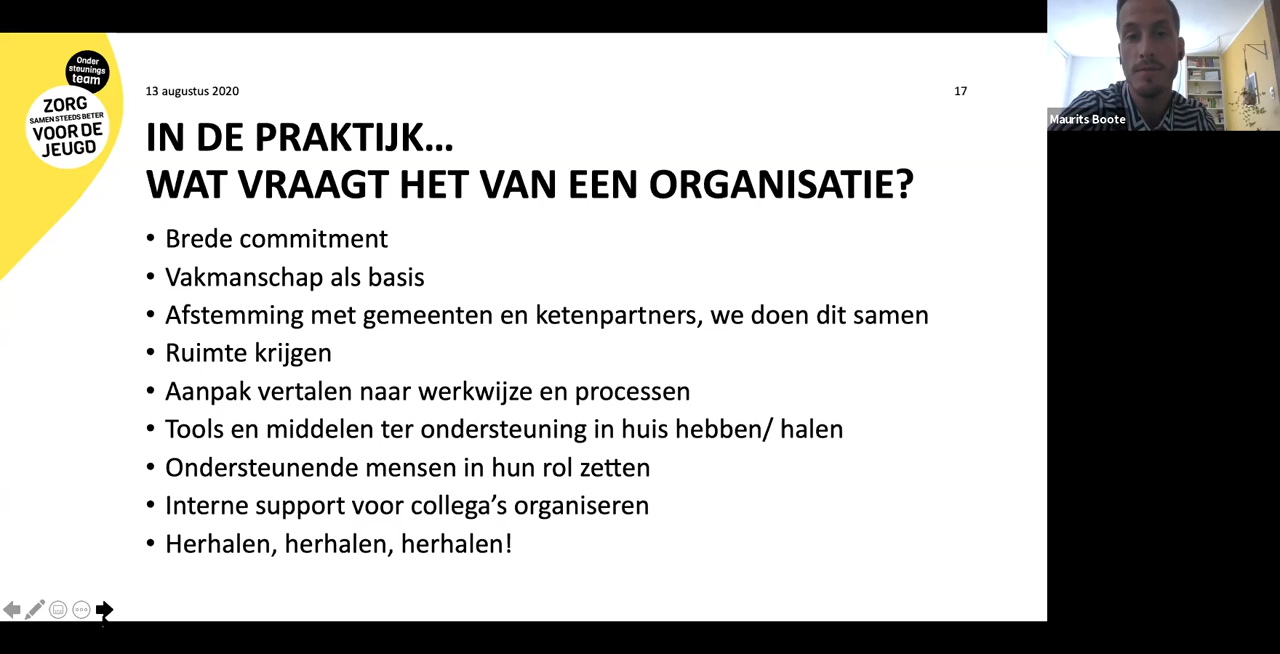 Onder
steunings
team
ZORG
SAMEN STEEDS BETER
VOOR DE
JEUGD
13 augustus 2020
17
IN DE PRAKTIJK...
WAT VRAAGT HET VAN EEN ORGANISATIE?
• Brede commitment
• Vakmanschap als basis
• Afstemming met gemeenten en ketenpartners, we doen dit samen
• Ruimte krijgen
• Aanpak vertalen naar werkwijze en processen
• Tools en middelen ter ondersteuning in huis hebben/ halen
• Ondersteunende mensen in hun rol zetten
• Interne support voor collega’s organiseren
• Herhalen, herhalen, herhalen!
Maurits Boote